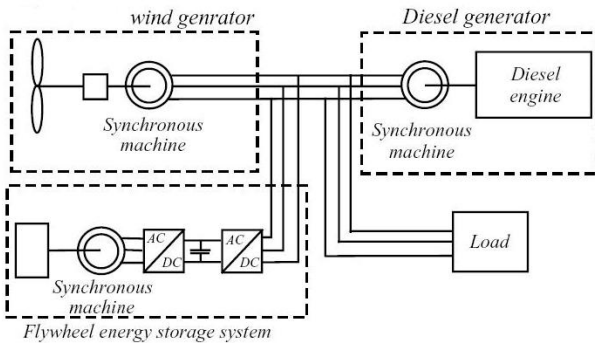 wind genrator
Diesel generator
Synchronous
machine
Synchronous
machine
Diesel
engine
AC
DC
AC
DC
Load
Synchronous
machine
Flywheel energy storage system